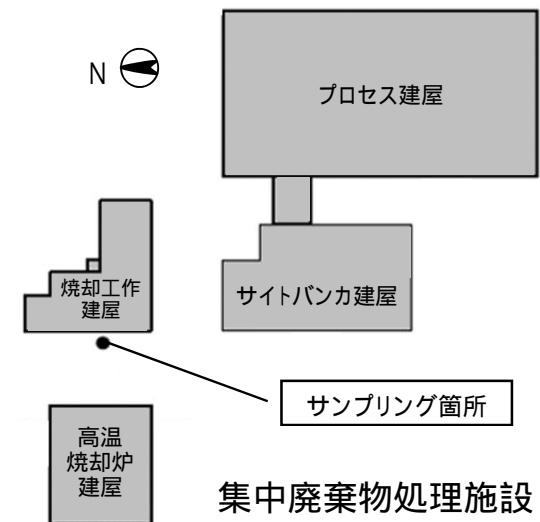 N
プロセス建屋
焼却工作
建屋
サイトバンカ建屋
サンプリング箇所
高温
焼却炉
建屋
集中廃棄物処理施設